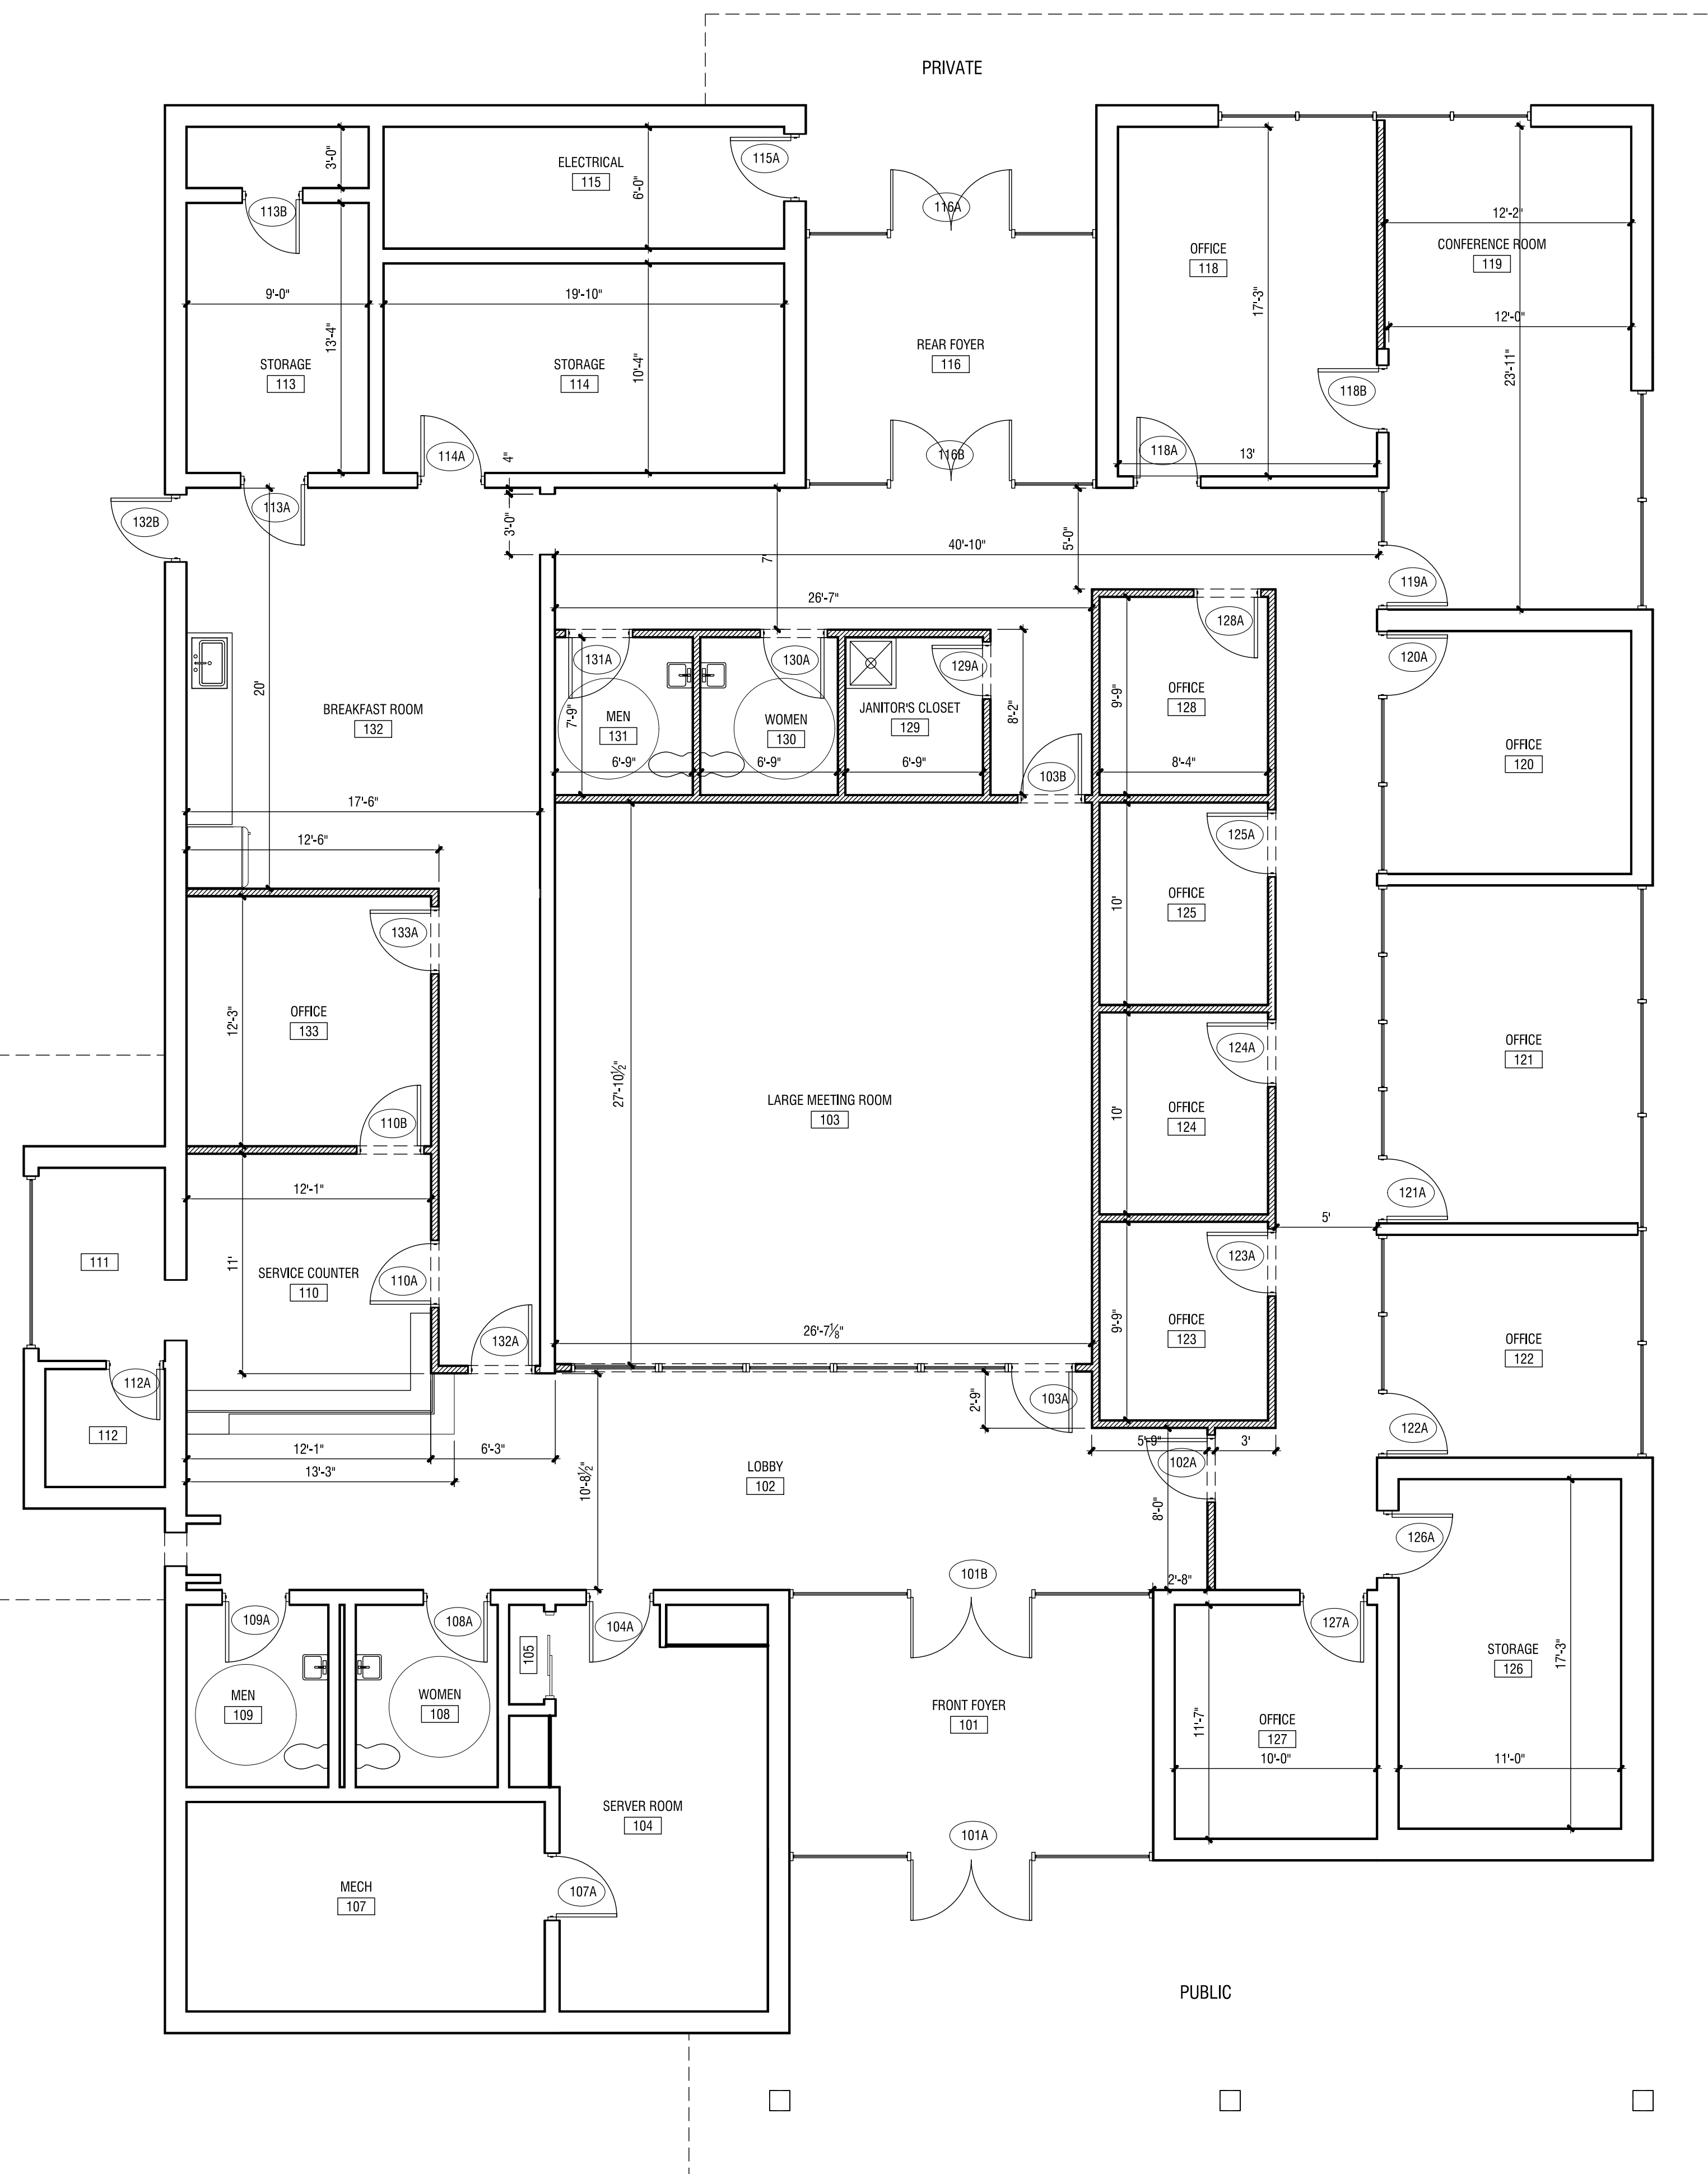 PRIVATE
3'-0"
ELECTRICAL
115
6'-0"
115A
113B
116A
OFFICE
118
12'-2"
CONFERENCE ROOM
119
9'-0"
13'-4"
19'-10"
10'-4"
17'-3"
12'-0"
23'-11"
STORAGE
113
STORAGE
114
REAR FOYER
116
118B
114A
4"
116B
118A
13'
132B
113A
3'-0"
7'
40'-10"
5'-0"
119A
26'-7"
128A
131A
130A
129A
120A
20'
BREAKFAST ROOM
132
7'-9"
MEN
131
WOMEN
130
JANITOR'S CLOSET
129
8'-2"
OFFICE
128
9'-9"
OFFICE
120
6'-9"
6'-9"
6'-9"
103B
8'-4"
17'-6"
12'-6"
125A
OFFICE
125
10'
133A
OFFICE
133
12'-3"
OFFICE
121
124A
27'-10½"
LARGE MEETING ROOM
103
OFFICE
124
10'
110B
12'-1"
121A
5'
111
11'
SERVICE COUNTER
110
110A
123A
OFFICE
123
9'-9"
OFFICE
122
132A
26'-7⅛"
112A
103A
2'-9"
112
122A
12'-1"
6'-3"
5'-9"
3'
13'-3"
10'-8½"
LOBBY
102
102A
8'-0"
126A
101B
2'-8"
109A
108A
104A
127A
105
STORAGE
126
17'-3"
MEN
109
WOMEN
108
FRONT FOYER
101
11'-7"
OFFICE
127
10'-0"
11'-0"
SERVER ROOM
104
101A
MECH
107
107A
PUBLIC